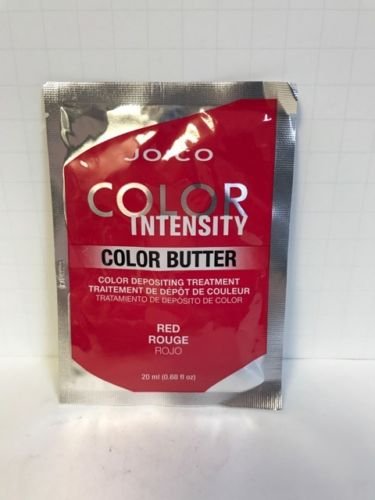 JOICO
COLOR
INTENSITY
COLOR BUTTER
COLOR DEPOSITING TREATMENT
TRAITEMENT DE DÉPÔT DE COULEUR
TRATAMIENTO DE DEPÓSITO DE COLOR
RED
ROUGE
ROJO
20 ml (0.68 fl oz)